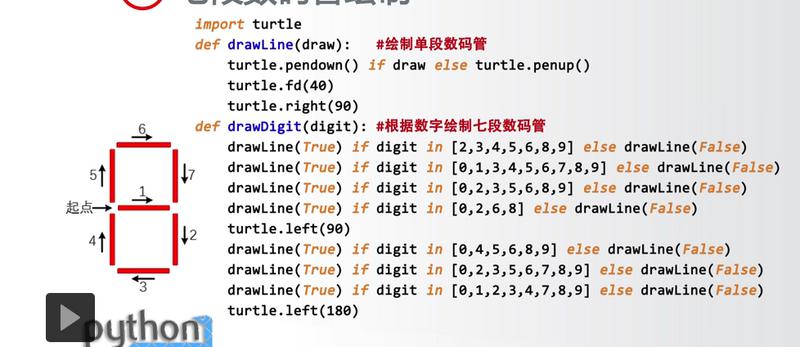 七段数码管绘制
import turtle
def drawLine(draw):   #绘制单段数码管
    turtle.pendown() if draw else turtle.penup()
    turtle.fd(40)
    turtle.right(90)
def drawDigit(digit): #根据数字绘制七段数码管
    drawLine(True) if digit in [2,3,4,5,6,8,9] else drawLine(False)
    drawLine(True) if digit in [0,1,3,4,5,6,7,8,9] else drawLine(False)
    drawLine(True) if digit in [0,2,3,5,6,8,9] else drawLine(False)
    drawLine(True) if digit in [0,2,6,8] else drawLine(False)
    turtle.left(90)
    drawLine(True) if digit in [0,4,5,6,8,9] else drawLine(False)
    drawLine(True) if digit in [0,2,3,5,6,7,8,9] else drawLine(False)
    drawLine(True) if digit in [0,1,2,3,4,7,8,9] else drawLine(False)
    turtle.left(180)
6
5
7
1
起点
4
2
3
python